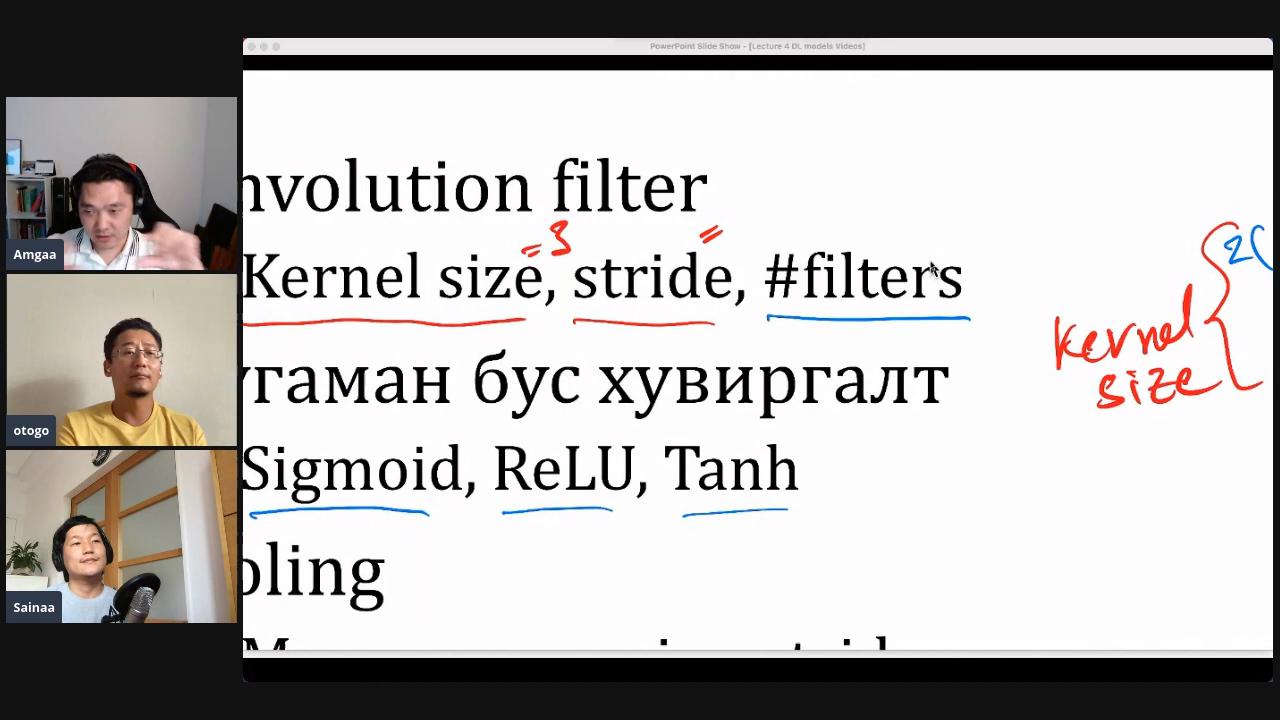 PowerPoint Slide Show - [Lecture 4 DL models Videos]
nvolution filter
= 3 =
Kernel size, stride, #filters
угаман бус хувиргалт
Sigmoid, ReLU, Tanh
oling
kernel
size
Amgaa
otogo
Sainaa